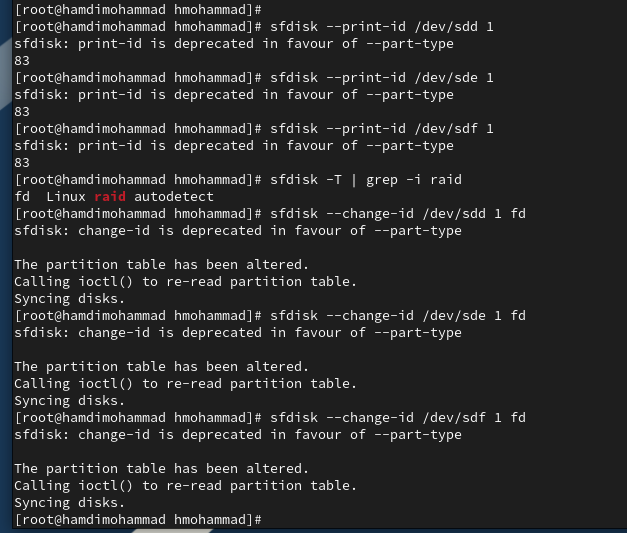 [root@hamdimohammad hmohammad]#
[root@hamdimohammad hmohammad]# sfdisk --print-id /dev/sdd 1
sfdisk: print-id is deprecated in favour of --part-type
83
[root@hamdimohammad hmohammad]# sfdisk --print-id /dev/sde 1
sfdisk: print-id is deprecated in favour of --part-type
83
[root@hamdimohammad hmohammad]# sfdisk --print-id /dev/sdf 1
sfdisk: print-id is deprecated in favour of --part-type
83
[root@hamdimohammad hmohammad]# sfdisk -T | grep -i raid
fd  Linux raid autodetect
[root@hamdimohammad hmohammad]# sfdisk --change-id /dev/sdd 1 fd
sfdisk: change-id is deprecated in favour of --part-type

The partition table has been altered.
Calling ioctl() to re-read partition table.
Syncing disks.
[root@hamdimohammad hmohammad]# sfdisk --change-id /dev/sde 1 fd
sfdisk: change-id is deprecated in favour of --part-type

The partition table has been altered.
Calling ioctl() to re-read partition table.
Syncing disks.
[root@hamdimohammad hmohammad]# sfdisk --change-id /dev/sdf 1 fd
sfdisk: change-id is deprecated in favour of --part-type

The partition table has been altered.
Calling ioctl() to re-read partition table.
Syncing disks.
[root@hamdimohammad hmohammad]#